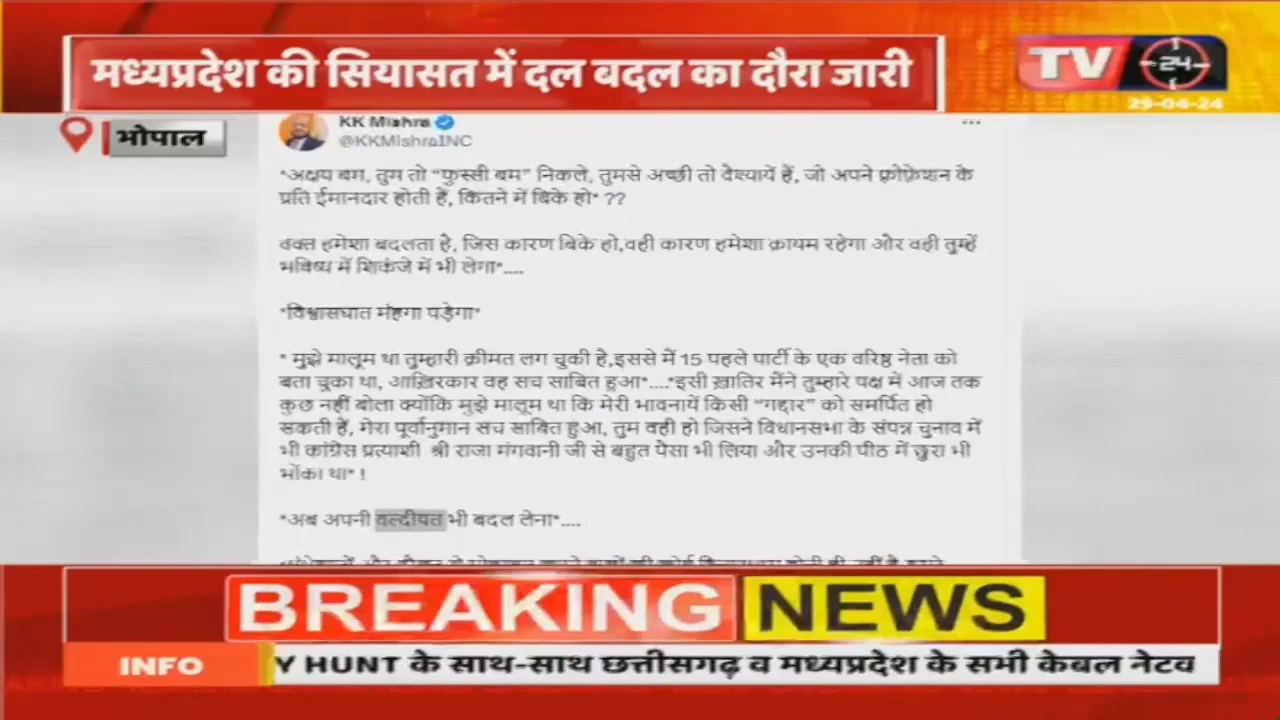 मध्यप्रदेश की सियासत में दल बदल का दौरा जारी
TV 24
29-04-24
भोपाल
KK Mishra
@KKMishraINC
*अक्षय बम, तुम तो “फुस्सी बम” निकले, तुमसे अच्छी तो वैश्यायें हैं, जो अपने प्रोफ़ेशन के
प्रति ईमानदार होती हैं, कितने में बिके हो* ??
वक्त हमेशा बदलता है, जिस कारण बिके हो,वही कारण हमेशा क़ायम रहेगा और वही तुम्हें
भविष्य में शिकंजे में भी लेगा*....
*विश्वासघात मंहगा पड़ेगा*
* मुझे मालूम था तुम्हारी क़ीमत लग चुकी है,इससे मैं 15 पहले पार्टी के एक वरिष्ठ नेता को
बता चुका था, आख़िरकार वह सच साबित हुआ*....*इसी ख़ातिर मैंने तुम्हारे पक्ष में आज तक
कुछ नहीं बोला क्योंकि मुझे मालूम था कि मेरी भावनायें किसी “गद्दार” को समर्पित हो
सकती हैं, मेरा पूर्वानुमान सच साबित हुआ, तुम वही हो जिसने विधानसभा के संपन्न चुनाव में
भी कांग्रेस प्रत्याशी श्री राजा मंगवानी जी से बहुत पैसा भी लिया और उनकी पीठ में छुरा भी
भोंका था* !
*अब अपनी वल्दीयत भी बदल लेना*....
BREAKING NEWS
INFO
Y HUNT के साथ-साथ छत्तीसगढ़ व मध्यप्रदेश के सभी केबल नेटव